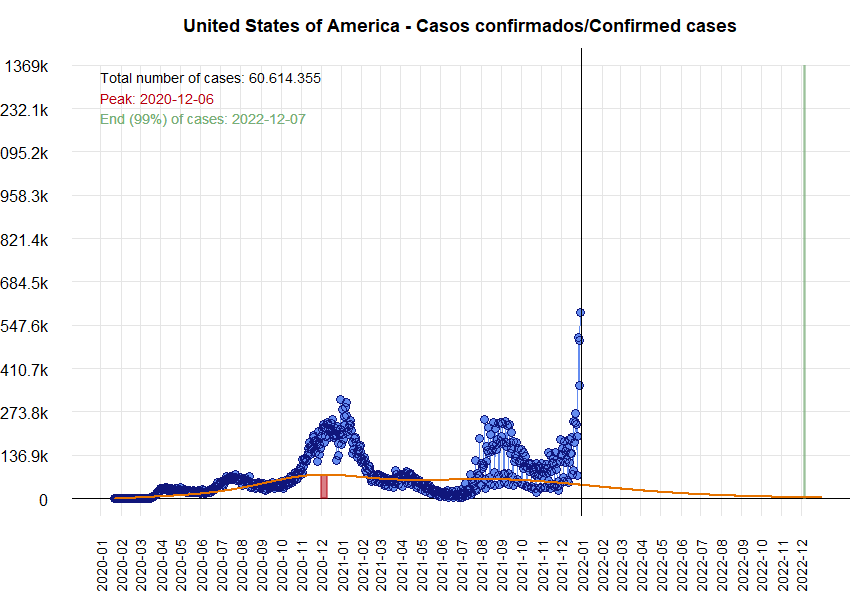 United States of America - Casos confirmados/Confirmed cases
1369k
232.1k
095.2k
958.3k
821.4k
684.5k
547.6k
410.7k
273.8k
136.9k
0
Total number of cases: 60.614.355
Peak: 2020-12-06
End (99%) of cases: 2022-12-07
2020-01
2020-02
2020-03
2020-04
2020-05
2020-06
2020-07
2020-08
2020-09
2020-10
2020-11
2020-12
2021-01
2021-02
2021-03
2021-04
2021-05
2021-06
2021-07
2021-08
2021-09
2021-10
2021-11
2021-12
2022-01
2022-02
2022-03
2022-04
2022-05
2022-06
2022-07
2022-08
2022-09
2022-10
2022-11
2022-12